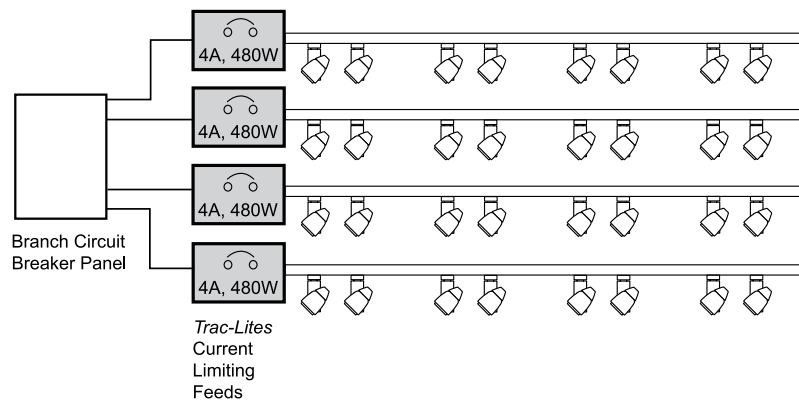 4A, 480W
4A, 480W
4A, 480W
4A, 480W
Branch Circuit
Breaker Panel
Trac-Lites
Current
Limiting
Feeds